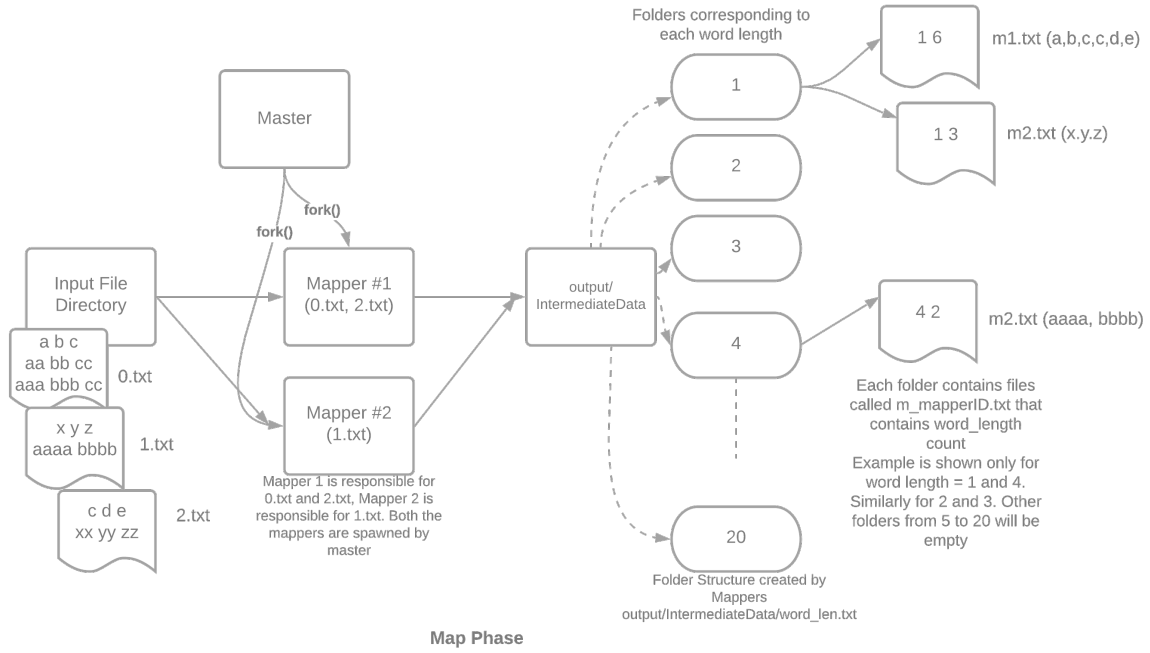 Folders corresponding to
each word length
1 6
m1.txt (a,b,c,c,d,e)
1
Master
1 3
m2.txt (x.y.z)
2
fork()
fork()
3
Input File
Directory
Mapper #1
(0.txt, 2.txt)
output/
IntermediateData
4 2
m2.txt (aaaa, bbbb)
4
a b c
aa bb cc
aaa bbb cc
0.txt
Mapper #2
(1.txt)
Each folder contains files
called m_mapperID.txt that
contains word_length
count
Example is shown only for
word length = 1 and 4.
Similarly for 2 and 3. Other
folders from 5 to 20 will be
empty
x y z
aaaa bbbb
1.txt
Mapper 1 is responsible for
0.txt and 2.txt, Mapper 2 is
responsible for 1.txt. Both the
mappers are spawned by
master
c d e
xx yy zz
2.txt
20
Folder Structure created by
Mappers
output/IntermediateData/word_len.txt
Map Phase